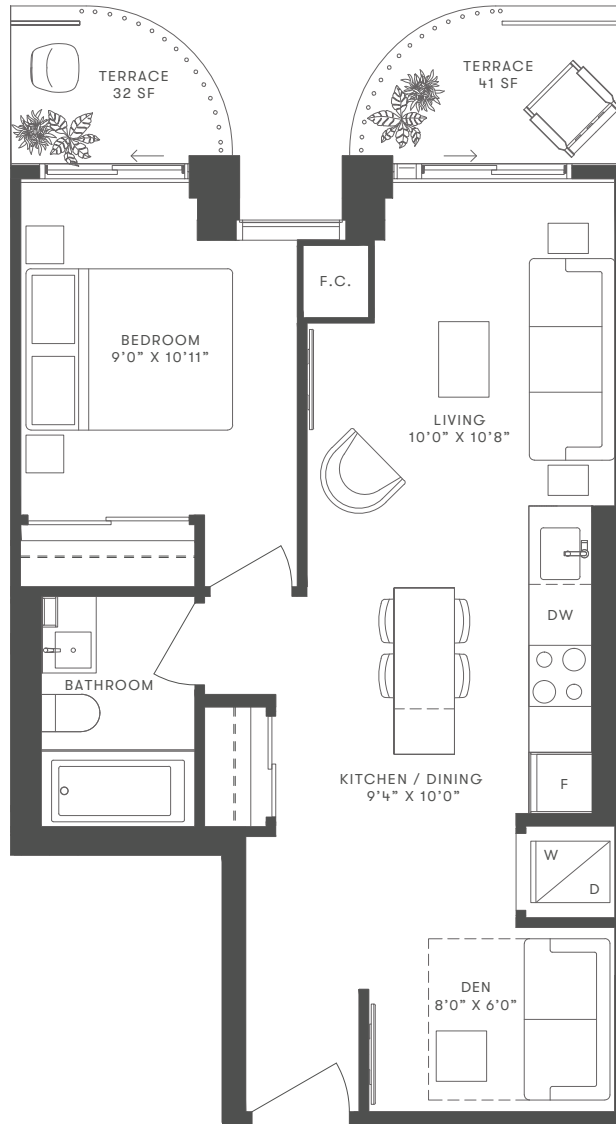 TERRACE
32 SF
TERRACE
41 SF
F.C.
BEDROOM
9’0” X 10’11”
LIVING
10’0” X 10’8”
DW
BATHROOM
KITCHEN / DINING
9’4” X 10’0”
F
W
D
DEN
8’0” X 6’0”